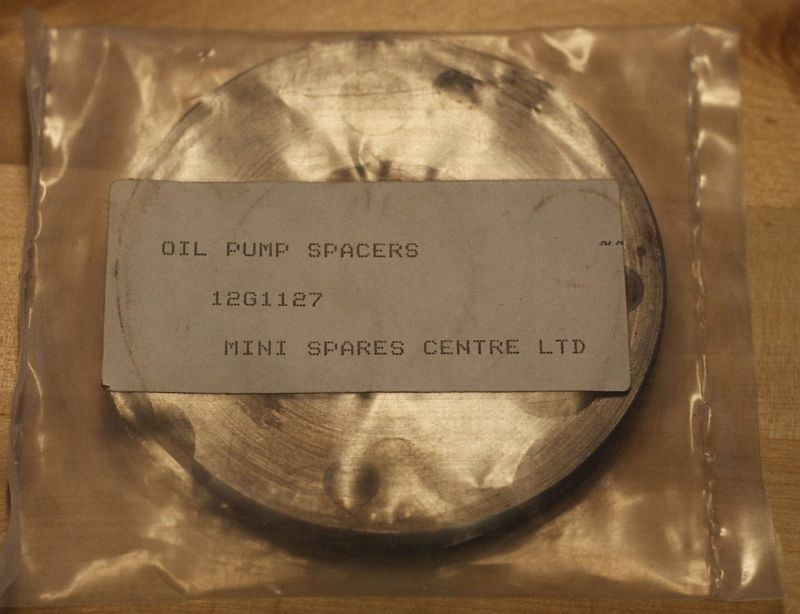 OIL PUMP SPACERS
12G1127
MINI SPARES CENTRE LTD